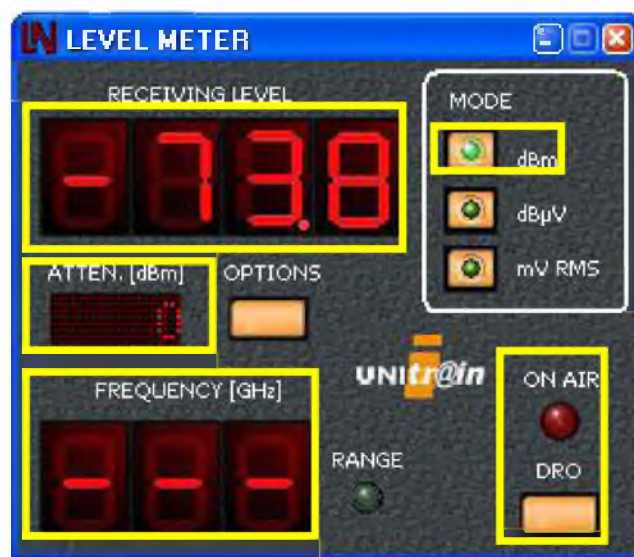 LN LEVEL METER
RECEIVING LEVEL
-73.8
MODE
dBm
dBµV
mV RMS
ATTEN. [dBm]
0
OPTIONS
UNItr@in
FREQUENCY [GHz]
---
RANGE
ON AIR
DRO